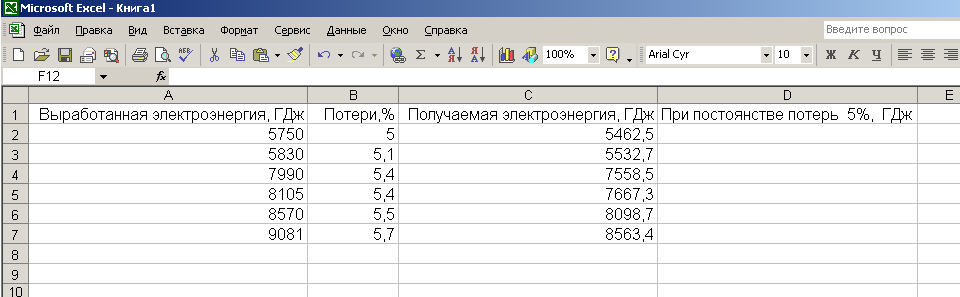 Microsoft Excel - Книга1
Файл Правка Вид Вставка Формат Сервис Данные Окно Справка Введите вопрос
100% Arial Cyr 10 Ж К Ч
F12 fx
A B C D E
1 Выработанная электроэнергия, ГДж Потери,% Получаемая электроэнергия, ГДж При постоянстве потерь 5%, ГДж
2 5750 5 5462,5
3 5830 5,1 5532,7
4 7990 5,4 7558,5
5 8105 5,4 7667,3
6 8570 5,5 8098,7
7 9081 5,7 8563,4
8
9
10